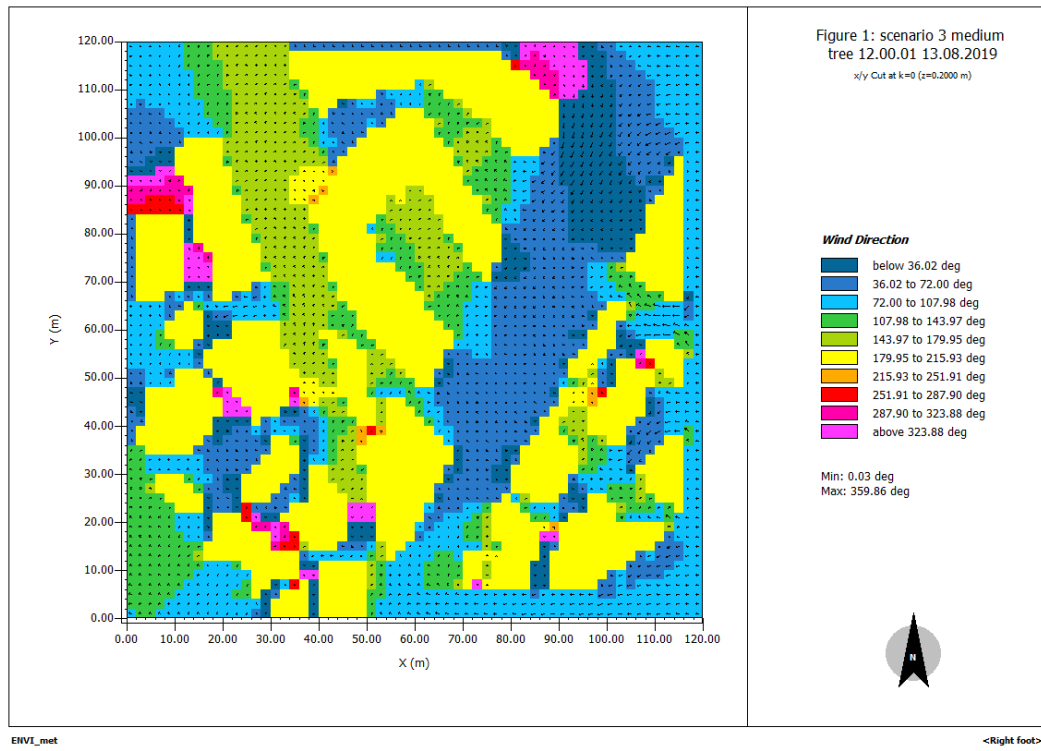 Figure 1: scenario 3 medium
tree 12.00.01 13.08.2019
x/y Cut at k=0 (z=0.2000 m)
120.00
110.00
100.00
90.00
80.00
70.00
60.00
50.00
40.00
30.00
20.00
10.00
0.00
Y (m)
0.00 10.00 20.00 30.00 40.00 50.00 60.00 70.00 80.00 90.00 100.00 110.00 120.00
X (m)
Wind Direction
below 36.02 deg
36.02 to 72.00 deg
72.00 to 107.98 deg
107.98 to 143.97 deg
143.97 to 179.95 deg
179.95 to 215.93 deg
215.93 to 251.91 deg
251.91 to 287.90 deg
287.90 to 323.88 deg
above 323.88 deg
Min: 0.03 deg
Max: 359.86 deg
N
ENVI_met
<Right foot>